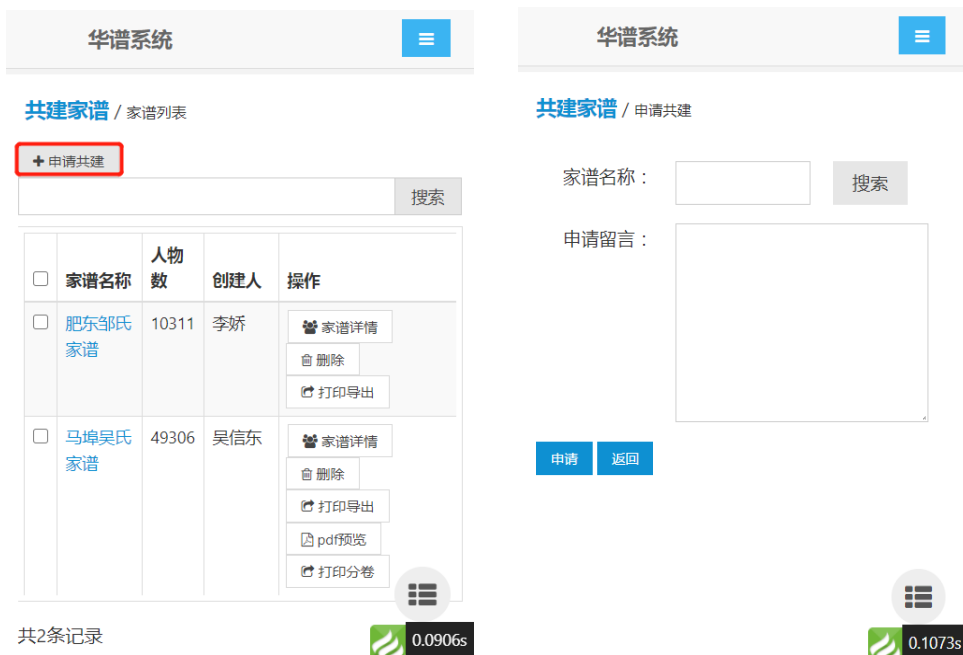 华谱系统
共建家谱 / 家谱列表
申请共建
搜索
家谱名称 人物数 创建人 操作
肥东邹氏家谱 10311 李娇 家谱详情
删除
打印导出
马埠吴氏家谱 49306 吴信东 家谱详情
删除
打印导出
pdf预览
打印分卷
共2条记录
0.0906s
华谱系统
共建家谱 / 申请共建
家谱名称： 搜索
申请留言：
申请 返回
0.1073s